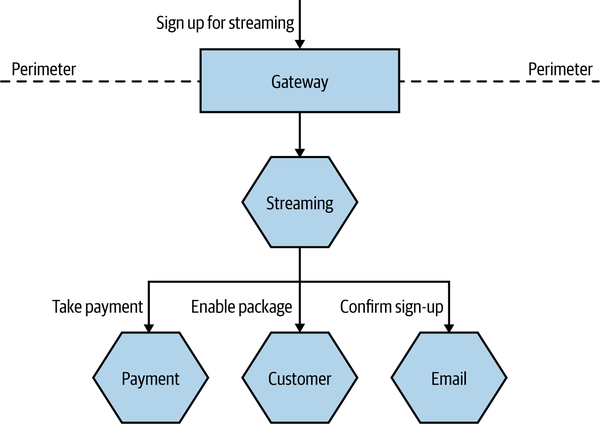 Sign up for streaming
Perimeter
Perimeter
Gateway
Streaming
Take payment
Enable package
Confirm sign-up
Payment
Customer
Email